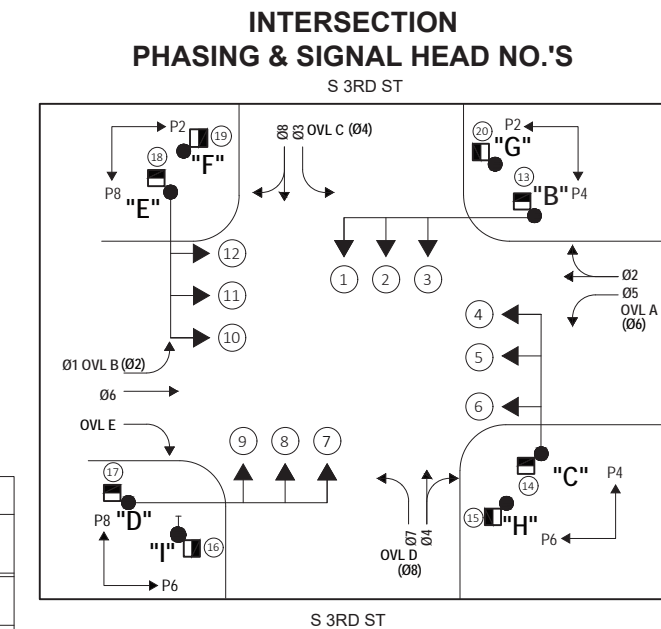 INTERSECTION
PHASING & SIGNAL HEAD NO.'S
S 3RD ST
P2
19
"F"
18
P8
"E"
Ø8
Ø3
OVL C (Ø4)
20
P2
"G"
13
"B"
P4
12
11
10
1
2
3
Ø2
Ø5
OVL A
(Ø6)
4
5
6
Ø1 OVL B (Ø2)
Ø6
OVL E
9
8
7
17
P8
"D"
"I"
16
P6
Ø7
Ø4
OVL D
(Ø8)
"C"
14
15
"H"
P4
P6
S 3RD ST